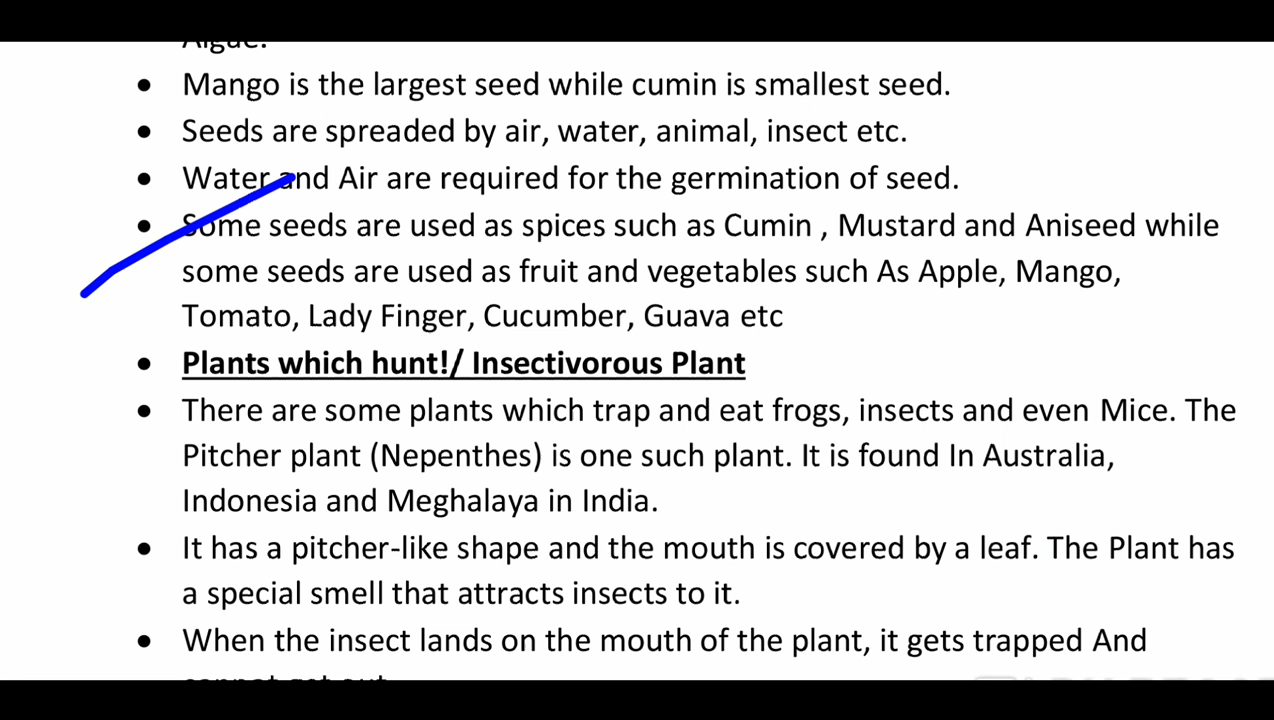 Algae.
• Mango is the largest seed while cumin is smallest seed.
• Seeds are spreaded by air, water, animal, insect etc.
• Water and Air are required for the germination of seed.
• Some seeds are used as spices such as Cumin , Mustard and Aniseed while
some seeds are used as fruit and vegetables such As Apple, Mango,
Tomato, Lady Finger, Cucumber, Guava etc
• Plants which hunt!/ Insectivorous Plant
• There are some plants which trap and eat frogs, insects and even Mice. The
Pitcher plant (Nepenthes) is one such plant. It is found In Australia,
Indonesia and Meghalaya in India.
• It has a pitcher-like shape and the mouth is covered by a leaf. The Plant has
a special smell that attracts insects to it.
• When the insect lands on the mouth of the plant, it gets trapped And
cannot get out.